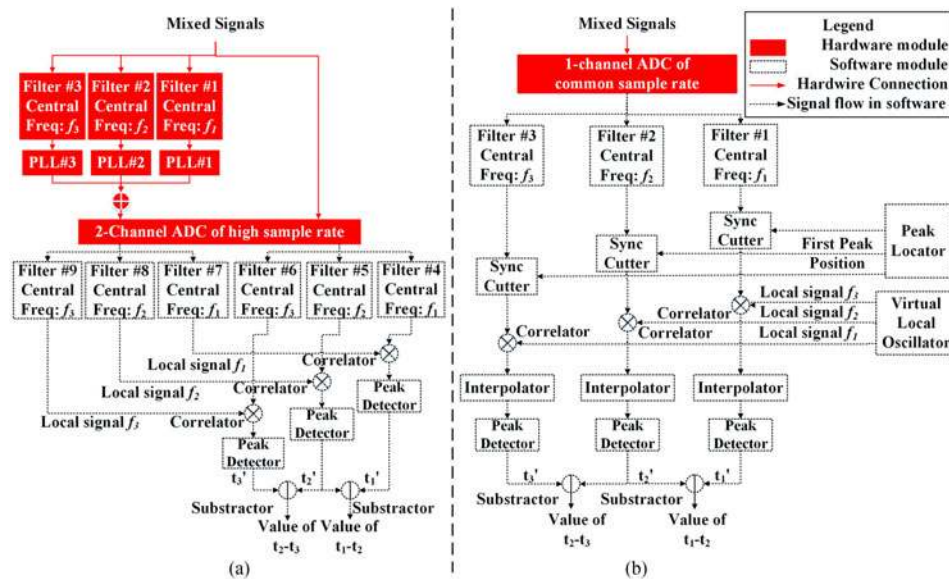 Mixed Signals
Filter #3
Central
Freq: f3
Filter #2
Central
Freq: f2
Filter #1
Central
Freq: f1
PLL#3
PLL#2
PLL#1
2-Channel ADC of high sample rate
Filter #9
Central
Freq: f3
Filter #8
Central
Freq: f2
Filter #7
Central
Freq: f1
Filter #6
Central
Freq: f3
Filter #5
Central
Freq: f2
Filter #4
Central
Freq: f1
Local signal f1
Correlator
Local signal f2
Correlator
Local signal f3
Correlator
Peak
Detector
Peak
Detector
Peak
Detector
t3'
t2'
t1'
Substractor
Substractor
Value of
t2-t3
Value of
t1-t2
(a)
Mixed Signals
1-channel ADC of
common sample rate
Legend
Hardware module
Software module
Hardwire Connection
Signal flow in software
Filter #3
Central
Freq: f3
Filter #2
Central
Freq: f2
Filter #1
Central
Freq: f1
Sync
Cutter
Sync
Cutter
Sync
Cutter
First Peak
Position
Peak
Locator
Local signal f3
Local signal f2
Local signal f1
Virtual
Local
Oscillator
Correlator
Correlator
Correlator
Interpolator
Interpolator
Interpolator
Peak
Detector
Peak
Detector
Peak
Detector
t3'
t2'
t1'
Substractor
Substractor
Value of
t2-t3
Value of
t1-t2
(b)